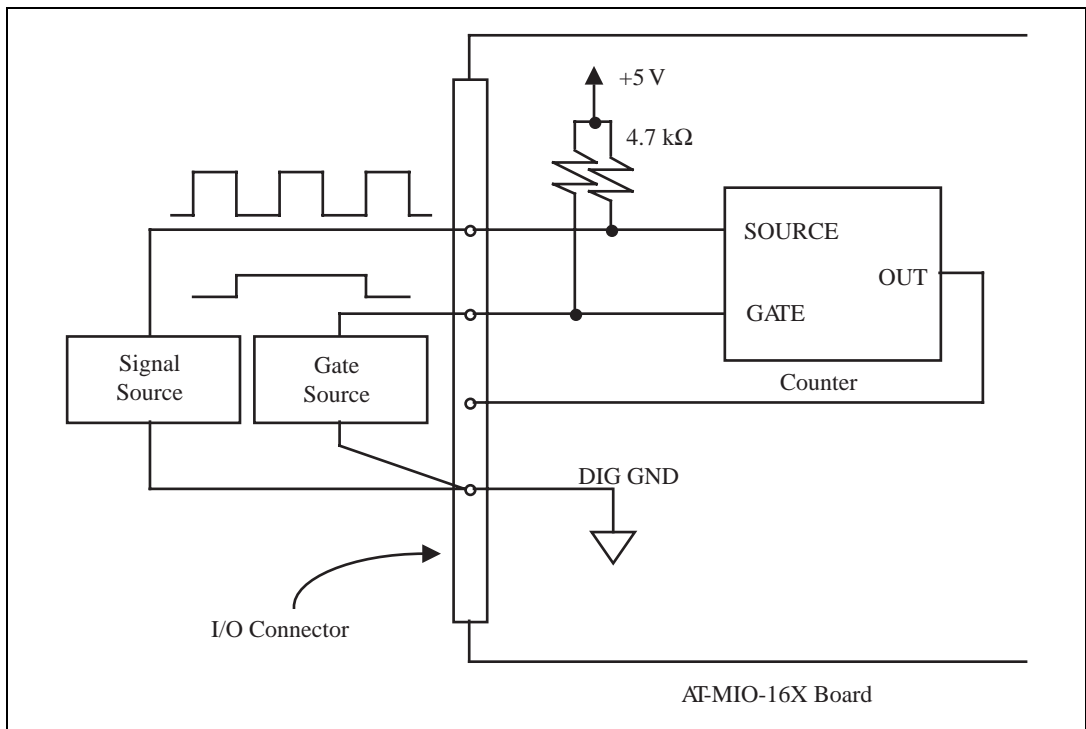 +5 V
4.7 kΩ
SOURCE
OUT
GATE
Signal
Source
Gate
Source
Counter
DIG GND
I/O Connector
AT-MIO-16X Board